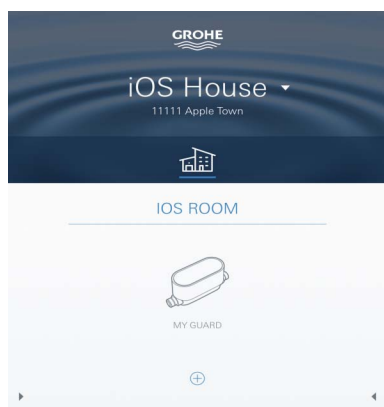 GROHE
iOS House
11111 Apple Town
IOS ROOM
MY GUARD